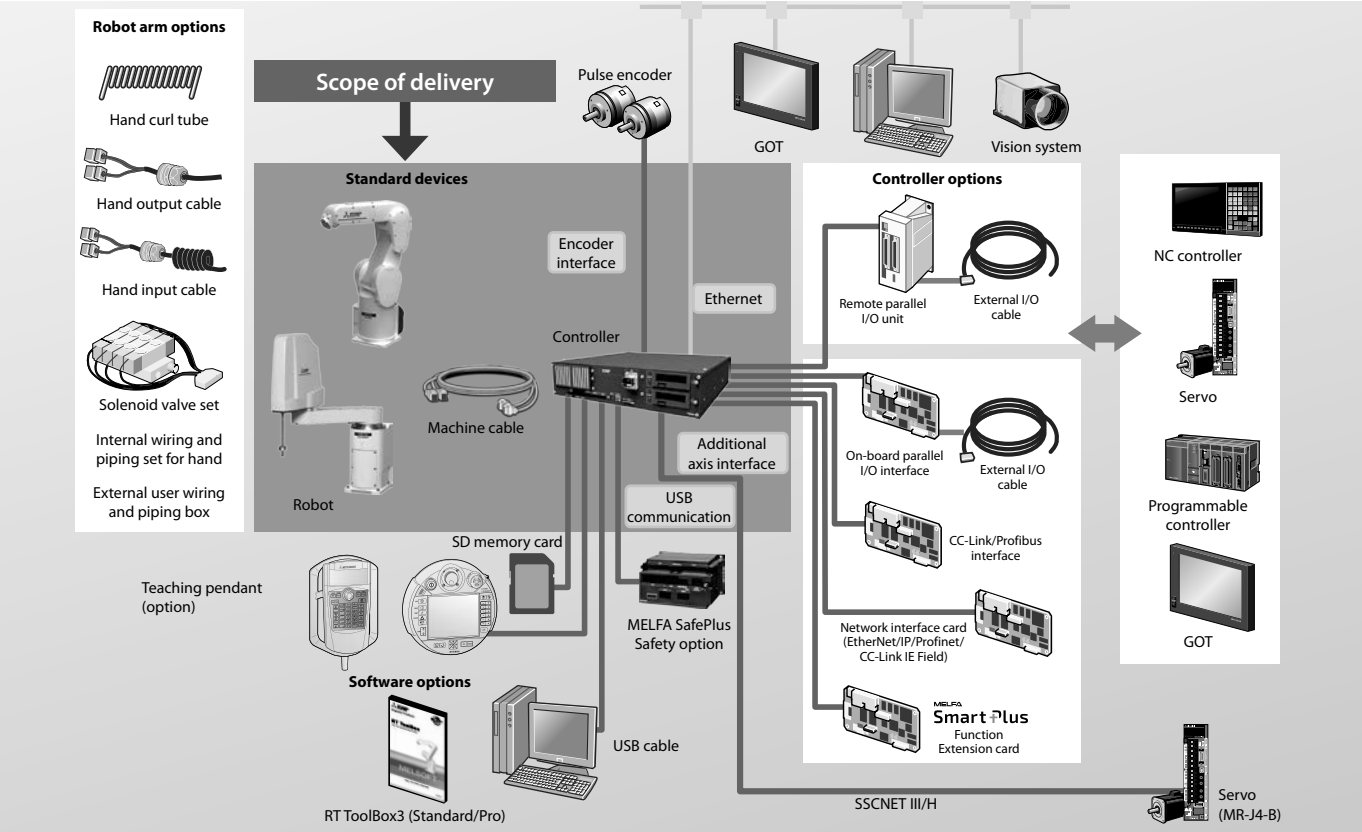 Robot arm options
Hand curl tube
Hand output cable
Hand input cable
Solenoid valve set
Internal wiring and
piping set for hand
External user wiring
and piping box
Scope of delivery
Pulse encoder
GOT
Vision system
Standard devices
Encoder
interface
Ethernet
Controller
Machine cable
Additional
axis interface
Robot
USB
communication
Controller options
Remote parallel
I/O unit
External I/O
cable
On-board parallel
I/O interface
External I/O
cable
CC-Link/Profibus
interface
Network interface card
(EtherNet/IP/Profinet/
CC-Link IE Field)
MELFA
Smart Plus
Function
Extension card
NC controller
Servo
Programmable
controller
GOT
Teaching pendant
(option)
SD memory card
MELFA SafePlus
Safety option
Software options
RT ToolBox
MELSOFT
RT ToolBox3 (Standard/Pro)
USB cable
SSCNET III/H
Servo
(MR-J4-B)